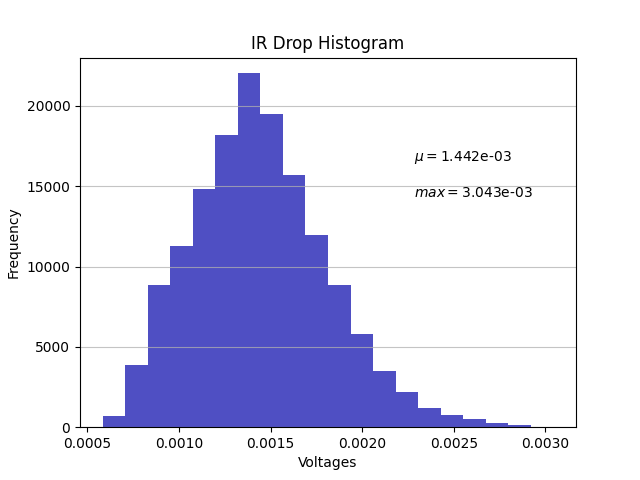 IR Drop Histogram
20000
15000
10000
5000
0
Frequency
μ = 1.442e-03
max = 3.043e-03
0.0005 0.0010 0.0015 0.0020 0.0025 0.0030
Voltages